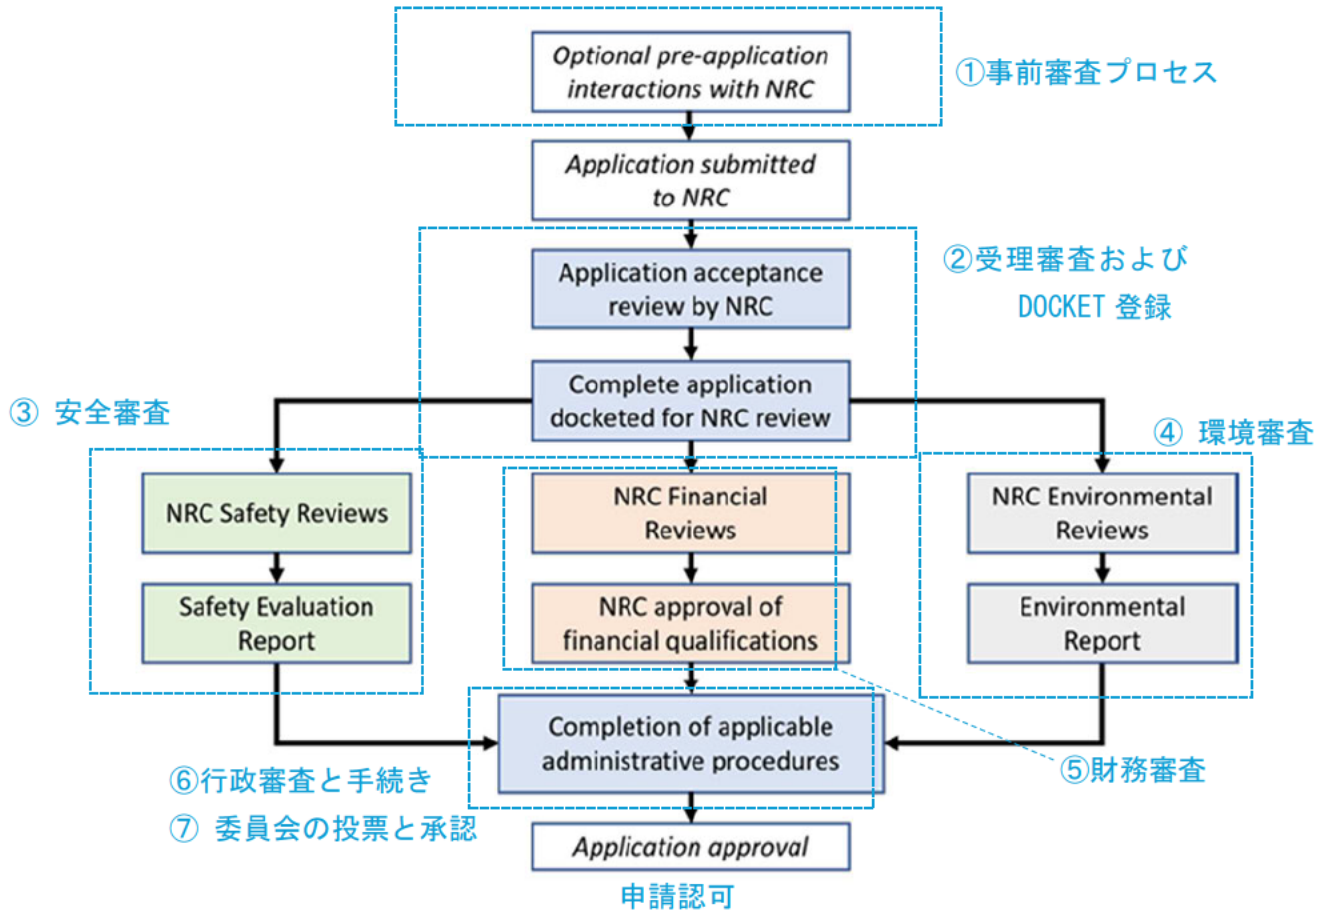 Optional pre-application
interactions with NRC
①事前審査プロセス
Application submitted
to NRC
Application acceptance
review by NRC
②受理審査および
DOCKET 登録
Complete application
docketed for NRC review
③ 安全審査
④ 環境審査
NRC Safety Reviews
NRC Financial
Reviews
NRC Environmental
Reviews
Safety Evaluation
Report
NRC approval of
financial qualifications
Environmental
Report
Completion of applicable
administrative procedures
⑤財務審査
⑥行政審査と手続き
⑦ 委員会の投票と承認
Application approval
申請認可